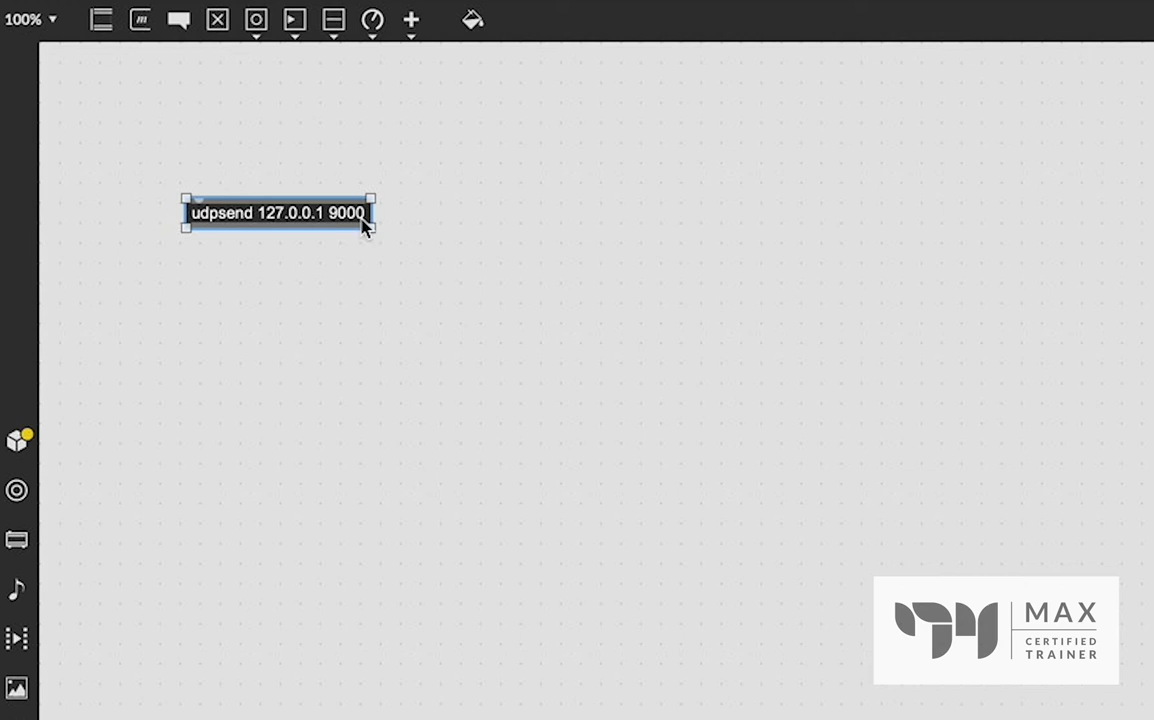 100%
m
udpsend 127.0.0.1 9000
MAX
CERTIFIED
TRAINER